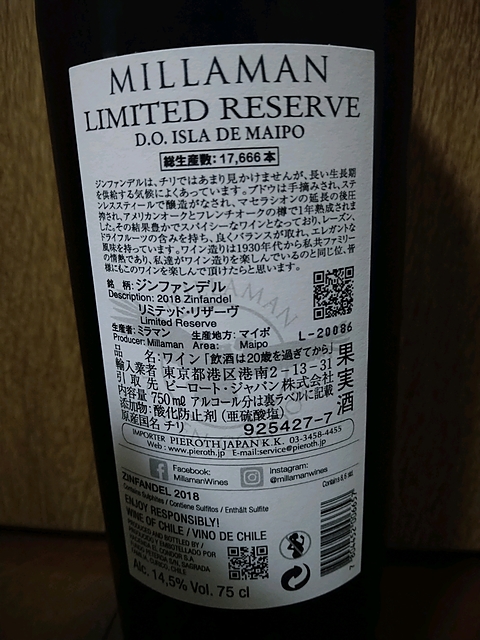 MILLAMAN
LIMITED RESERVE
D.O. ISLA DE MAIPO
総生産数：17,666 本
ジンファンデルは、チリではあまり見かけませんが、長い生長期
を供給する気候によくあっています。ブドウは手摘みされ、ステ
ンレススティールで醸造がなされ、マセラシオンの延長の後圧
搾され、アメリカンオークとフレンチオークの樽で1年熟成されま
した。その結果豊かでスパイシーなワインとなっており、レーズン、
ドライフルーツの含みを持ち、良くバランスが取れ、エレガントな
風味を持っています。ワイン造りは1930年代から私共ファミリー
の情熱であり、私達がワイン造りを楽しんでいるのと同じ位、皆
様にもこのワインを楽しんで頂けたらと思います。
銘 柄：ジンファンデル
Description: 2018 Zinfandel
リミテッド・リザーヴ
Limited Reserve
生産者：ミラマン 生産地方：マイポ
Producer: Millaman Area: Maipo
L-20086
品 名：ワイン「飲酒は20歳を過ぎてから」
輸入業者 東京都港区港南2-13-31
引 取 先 ピーロート・ジャパン株式会社
内容量 750㎖ アルコール分は裏ラベルに記載
添加物：酸化防止剤（亜硫酸塩）
原産国名 チリ 925427-7
果実酒
IMPORTER PIEROTH JAPAN K.K. 03-3458-4455
Web : www.pieroth.jp E-mail:service@pieroth.jp
Facebook:
MillamanWines
Instagram:
@millamanwines
ZINFANDEL 2018
Contains Sulphites / Contiene Sulfitos / Enthält Sulfite
ENJOY RESPONSIBLY!
WINE OF CHILE / VINO DE CHILE
PRODUCED AND BOTTLED BY /
PRODUCIDO Y EMBOTELLADO POR
Alc. 14,5% Vol. 75 cl